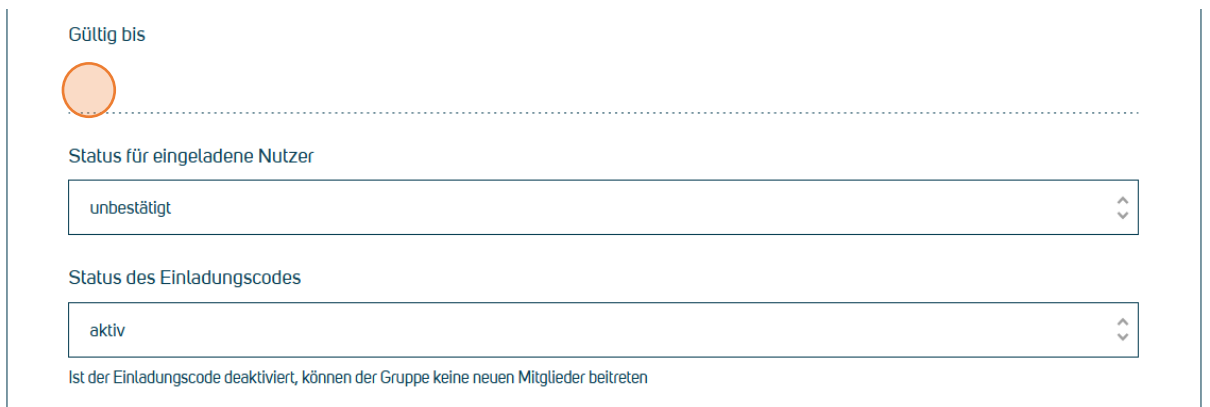 Gültig bis
Status für eingeladene Nutzer
unbestätigt
Status des Einladungscodes
aktiv
Ist der Einladungscode deaktiviert, können der Gruppe keine neuen Mitglieder beitreten